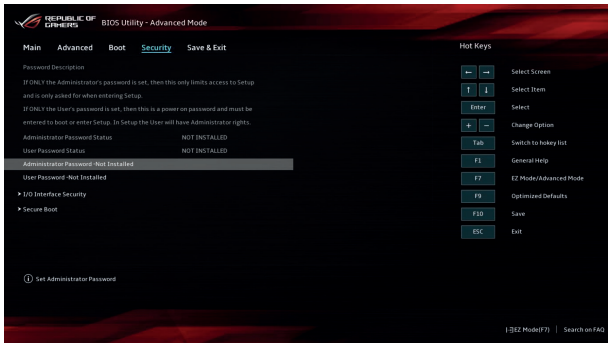 REPUBLIC OF GAMERS BIOS Utility - Advanced Mode
Main Advanced Boot Security Save & Exit
Hot Keys
Password Description
If ONLY the Administrator's password is set, then this only limits access to Setup
and is only asked for when entering Setup.
If ONLY the User's password is set, then this is a power on password and must be
entered to boot or enter Setup. In Setup the User will have Administrator rights.
Administrator Password Status NOT INSTALLED
User Password Status NOT INSTALLED
Administrator Password -Not Installed
User Password -Not Installed
I/O Interface Security
Secure Boot
← → Select Screen
↑ ↓ Select Item
Enter Select
+ − Change Option
Tab Switch to hokey list
F1 General Help
F7 EZ Mode/Advanced Mode
F9 Optimized Defaults
F10 Save
ESC Exit
Set Administrator Password
EZ Mode(F7) | Search on FAQ